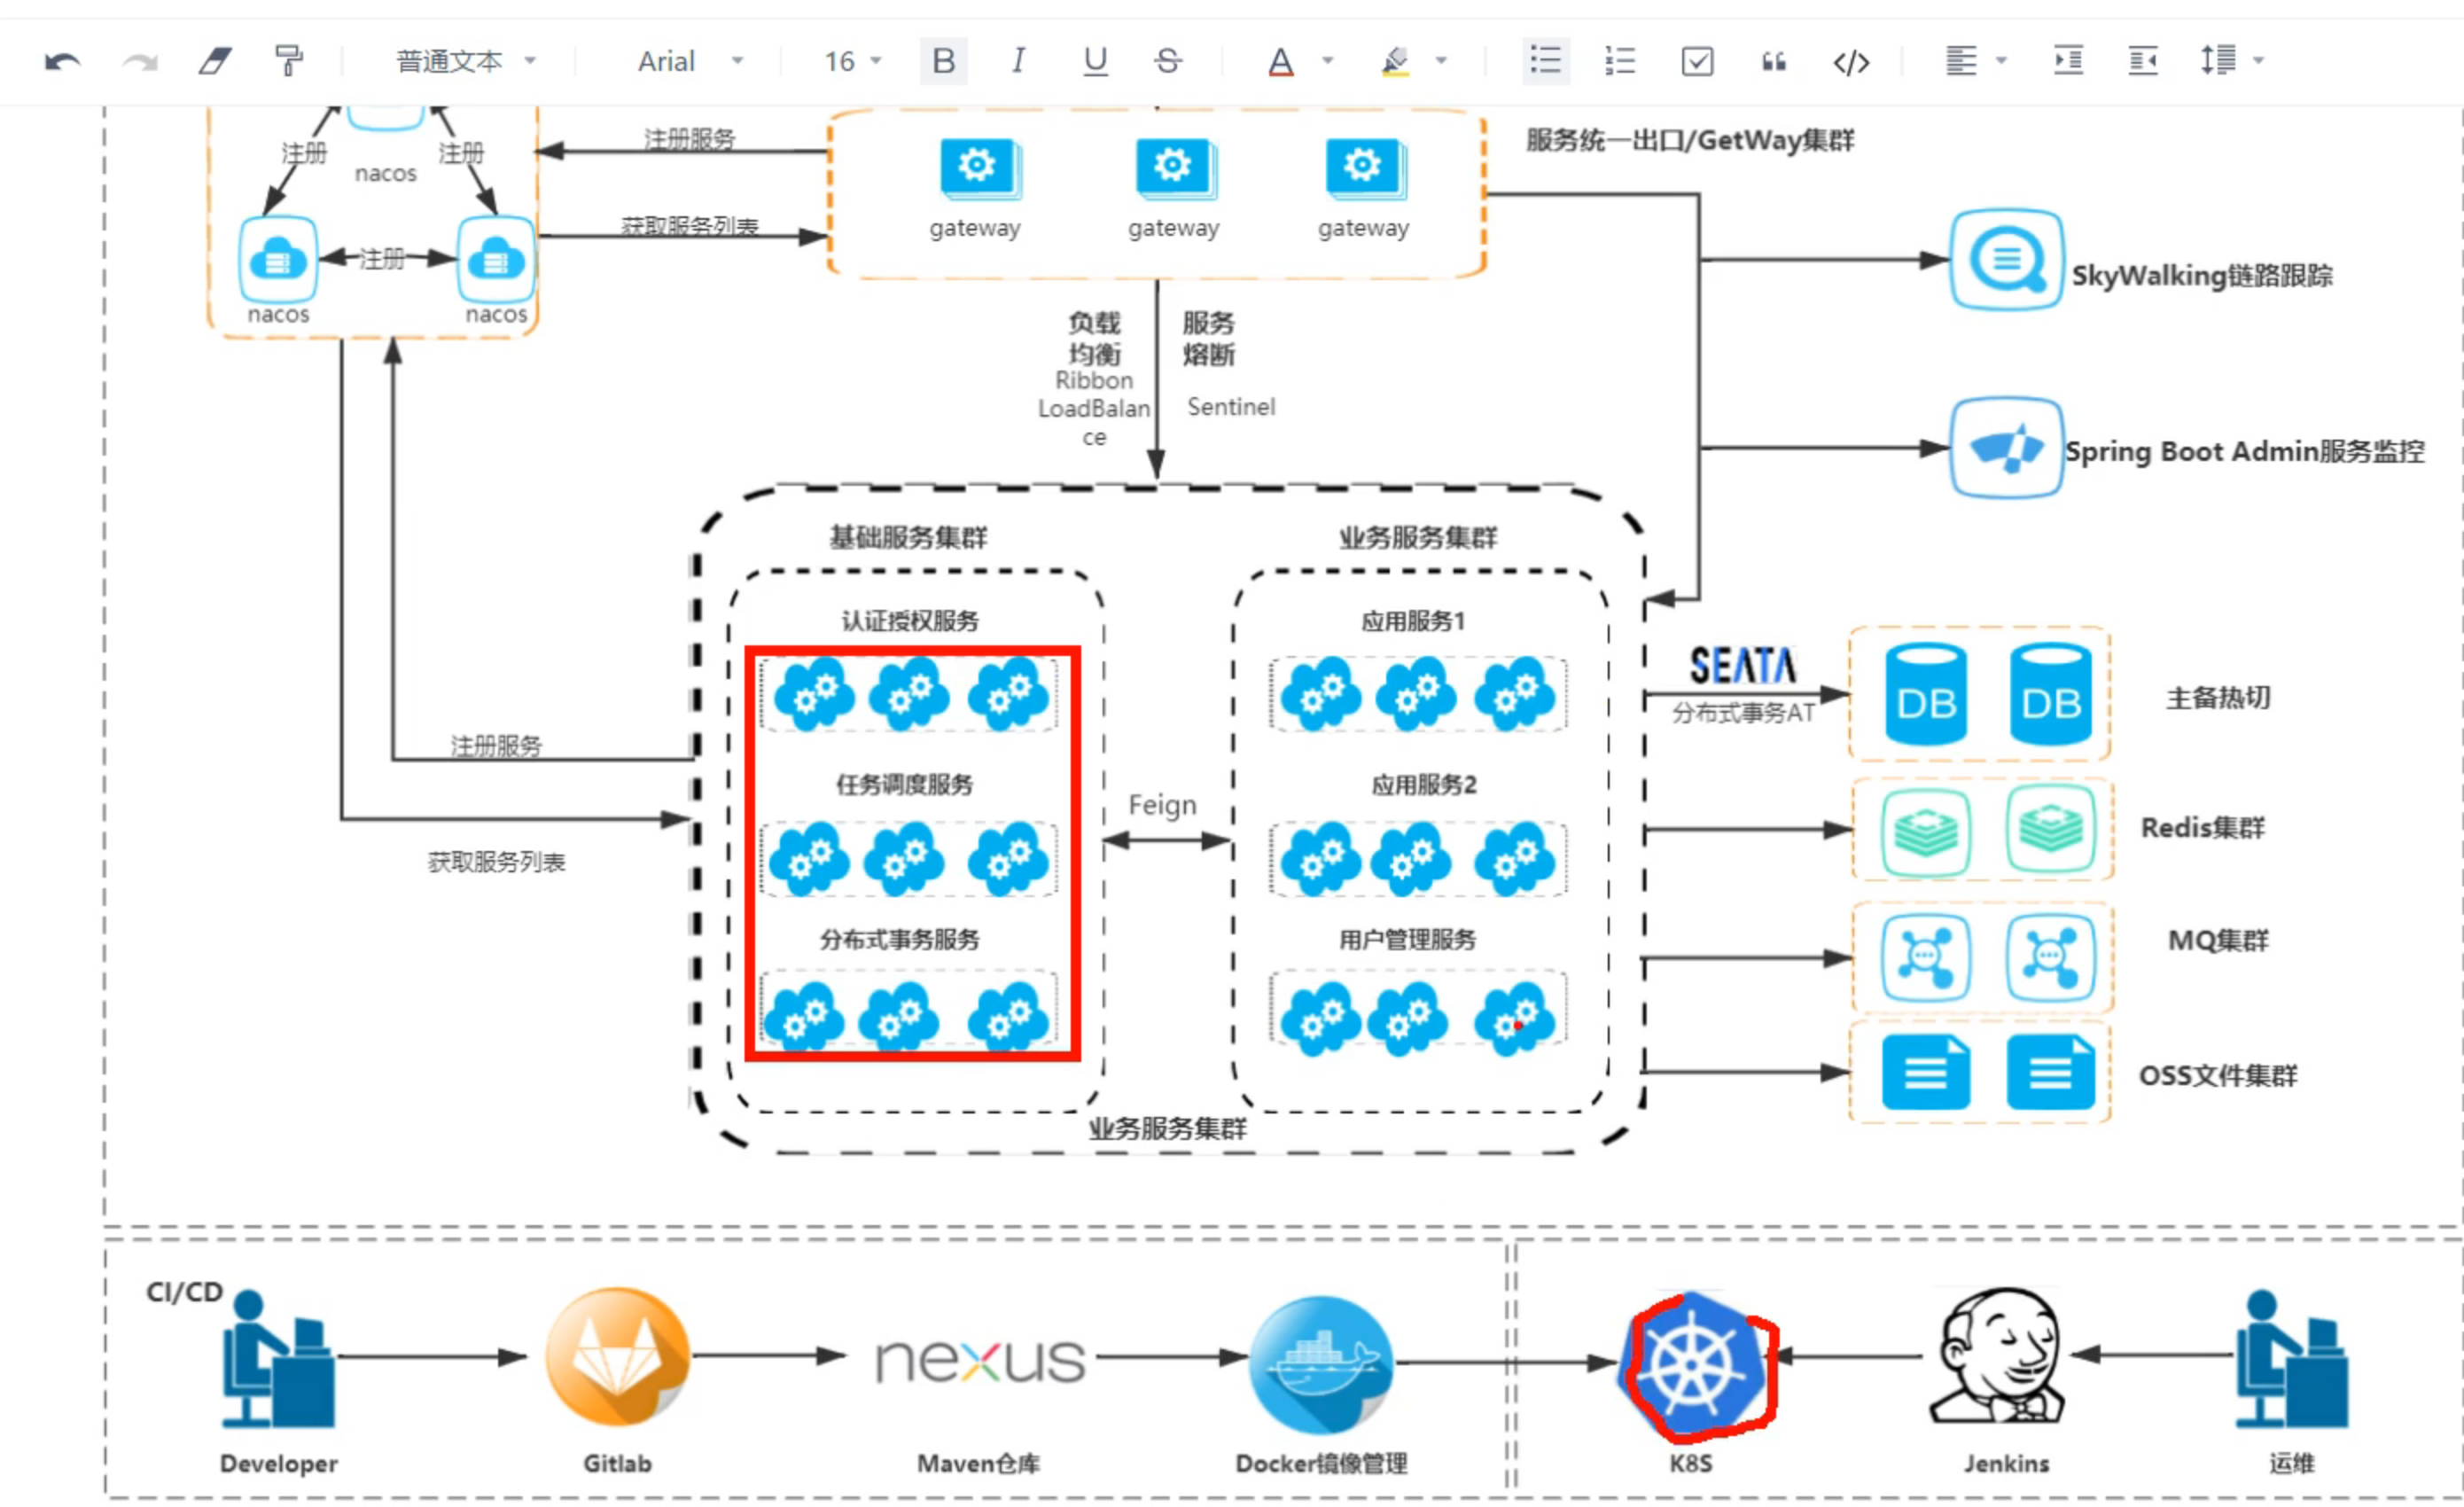 普通文本
Arial
16
B
I
U
S
A
注册
注册
nacos
注册
nacos
nacos
注册服务
获取服务列表
gateway
gateway
gateway
服务统一出口/GetWay集群
SkyWalking链路跟踪
Spring Boot Admin服务监控
负载
均衡
Ribbon
LoadBalan
ce
服务
熔断
Sentinel
基础服务集群
业务服务集群
认证授权服务
应用服务1
任务调度服务
应用服务2
分布式事务服务
用户管理服务
Feign
业务服务集群
注册服务
获取服务列表
SEATA
分布式事务AT
DB
DB
主备热切
Redis集群
MQ集群
OSS文件集群
CI/CD
nexus
Developer
Gitlab
Maven仓库
Docker镜像管理
K8S
Jenkins
运维